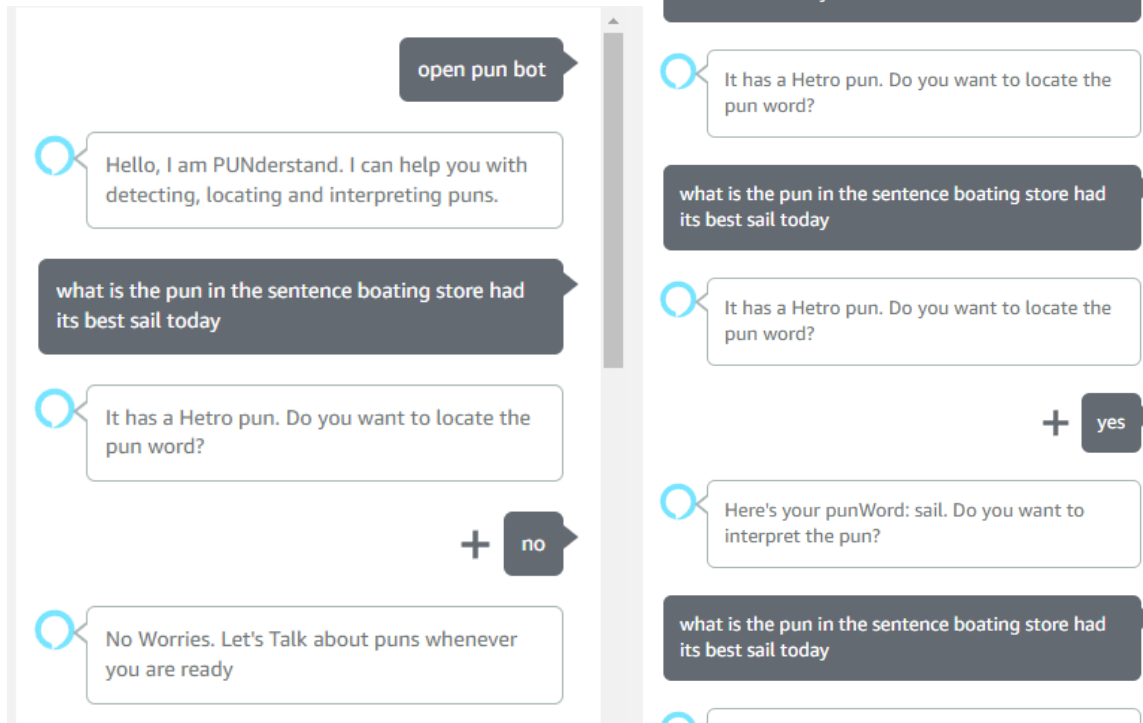 open pun bot
Hello, I am PUNderstand. I can help you with
detecting, locating and interpreting puns.
what is the pun in the sentence boating store had
its best sail today
It has a Hetro pun. Do you want to locate the
pun word?
no
No Worries. Let's Talk about puns whenever
you are ready
It has a Hetro pun. Do you want to locate the
pun word?
what is the pun in the sentence boating store had
its best sail today
It has a Hetro pun. Do you want to locate the
pun word?
yes
Here's your punWord: sail. Do you want to
interpret the pun?
what is the pun in the sentence boating store had
its best sail today